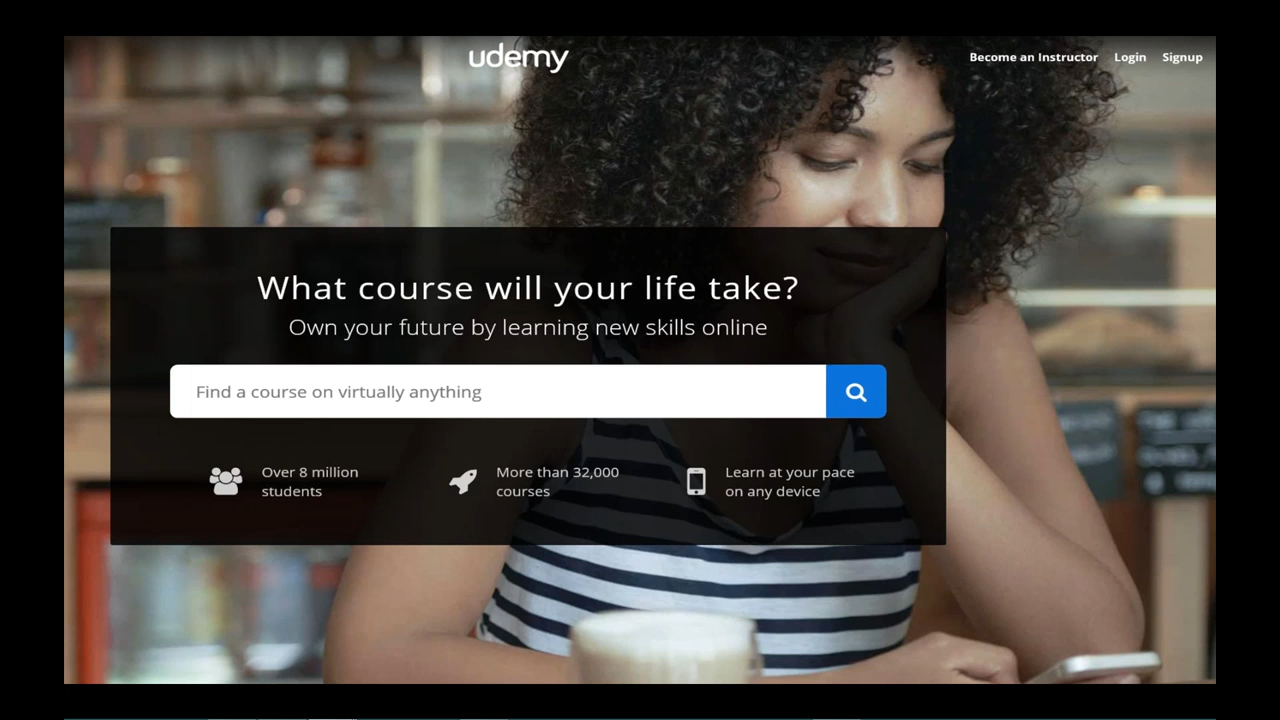 udemy
Become an Instructor Login Signup
What course will your life take?
Own your future by learning new skills online
Find a course on virtually anything
Over 8 million
students
More than 32,000
courses
Learn at your pace
on any device